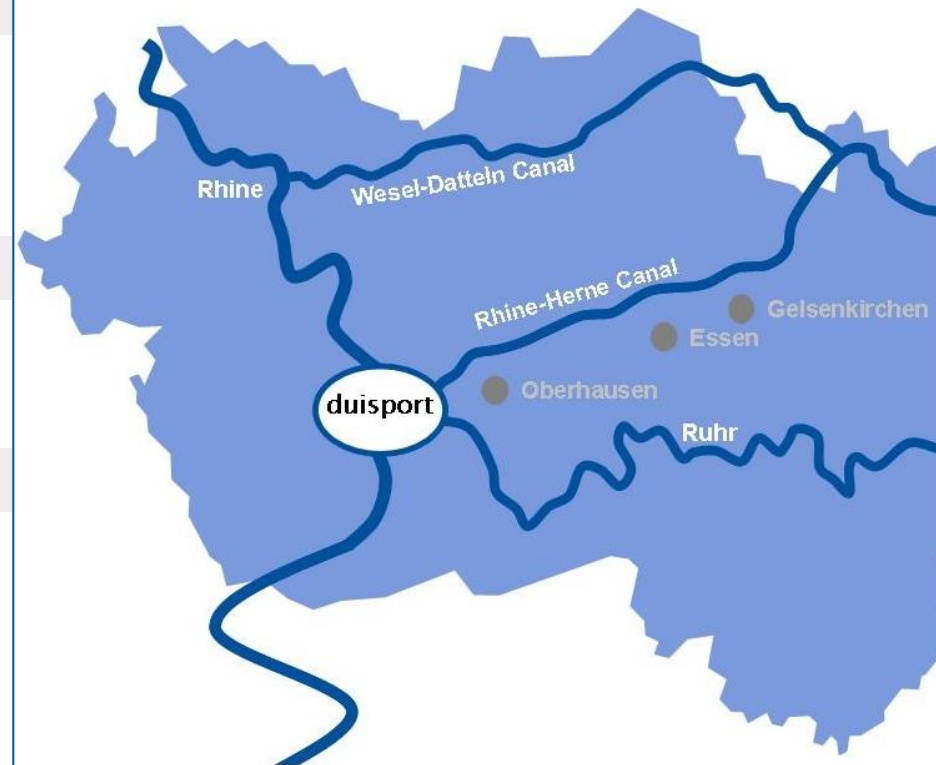 Wesel-Datteln Canal
Rhine
Rhine-Herne Canal
Gelsenkirchen
Essen
Oberhausen
duisport
Ruhr